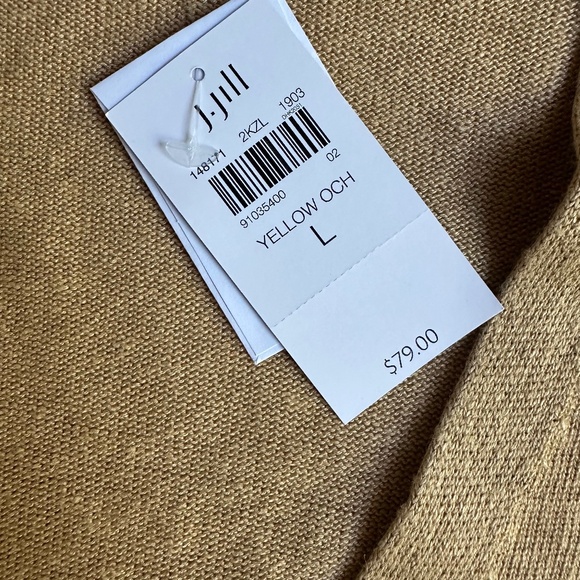 J.Jill
148171 2KZL 1903
91035400 02
YELLOW OCH
L
$79.00